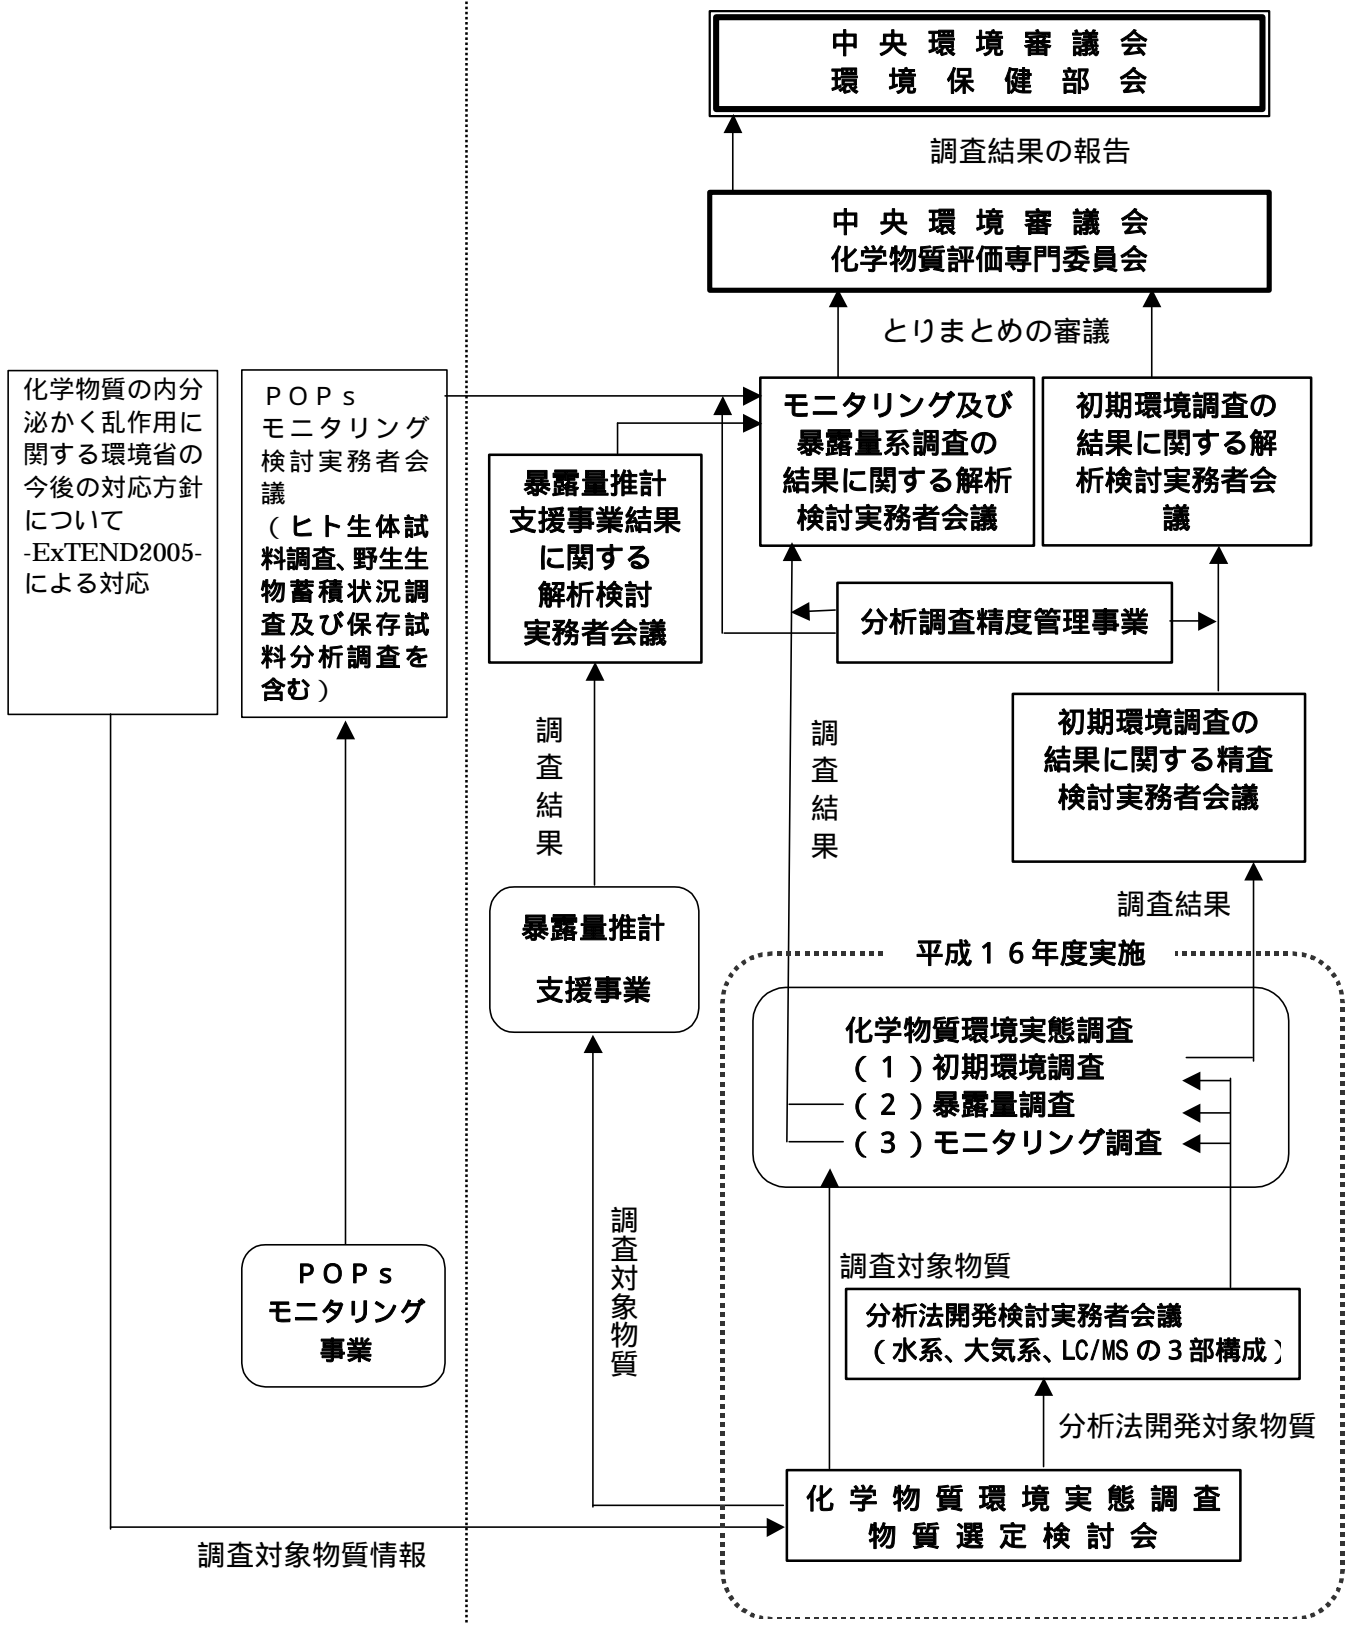 中央環境審議会
環境保健部会
調査結果の報告
中央環境審議会
化学物質評価専門委員会
とりまとめの審議
化学物質の内分
泌かく乱作用に
関する環境省の
今後の対応方針
について
-ExTEND2005-
による対応
ＰＯＰｓ
モニタリング
検討実務者会
議
（ヒト生体試
料調査、野生生
物蓄積状況調
査及び保存試
料分析調査を
含む）
暴露量推計
支援事業結果
に関する
解析検討
実務者会議
モニタリング及び
暴露量系調査の
結果に関する解析
検討実務者会議
初期環境調査の
結果に関する解
析検討実務者会
議
分析調査精度管理事業
初期環境調査の
結果に関する精査
検討実務者会議
調査結果
調査結果
調査結果
暴露量推計
支援事業
平成１６年度実施
化学物質環境実態調査
（１）初期環境調査
（２）暴露量調査
（３）モニタリング調査
調査対象物質
ＰＯＰｓ
モニタリング
事業
調査対象物質
分析法開発検討実務者会議
（水系、大気系、LC/MSの３部構成）
分析法開発対象物質
化学物質環境実態調査
物質選定検討会
調査対象物質情報